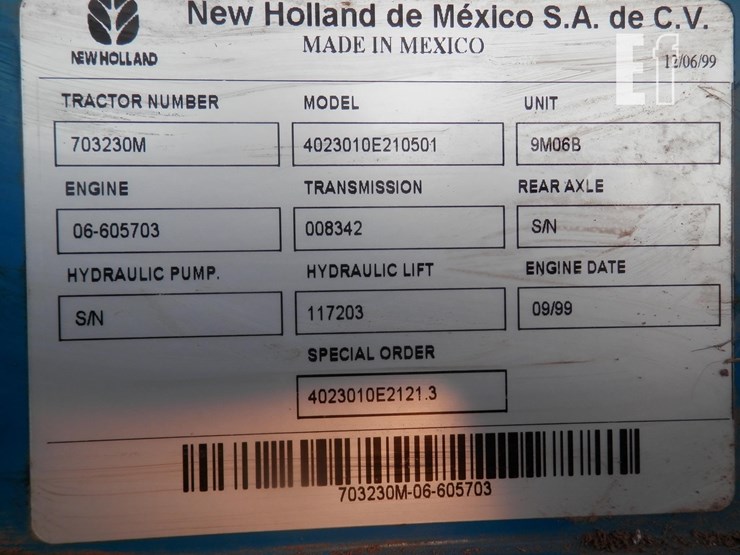 New Holland de México S.A. de C.V.
NEW HOLLAND
MADE IN MEXICO
Ef
12/06/99
TRACTOR NUMBER MODEL UNIT
703230M 4023010E210501 9M06B
ENGINE TRANSMISSION REAR AXLE
06-605703 008342 S/N
HYDRAULIC PUMP. HYDRAULIC LIFT ENGINE DATE
S/N 117203 09/99
SPECIAL ORDER
4023010E2121.3
703230M-06-605703